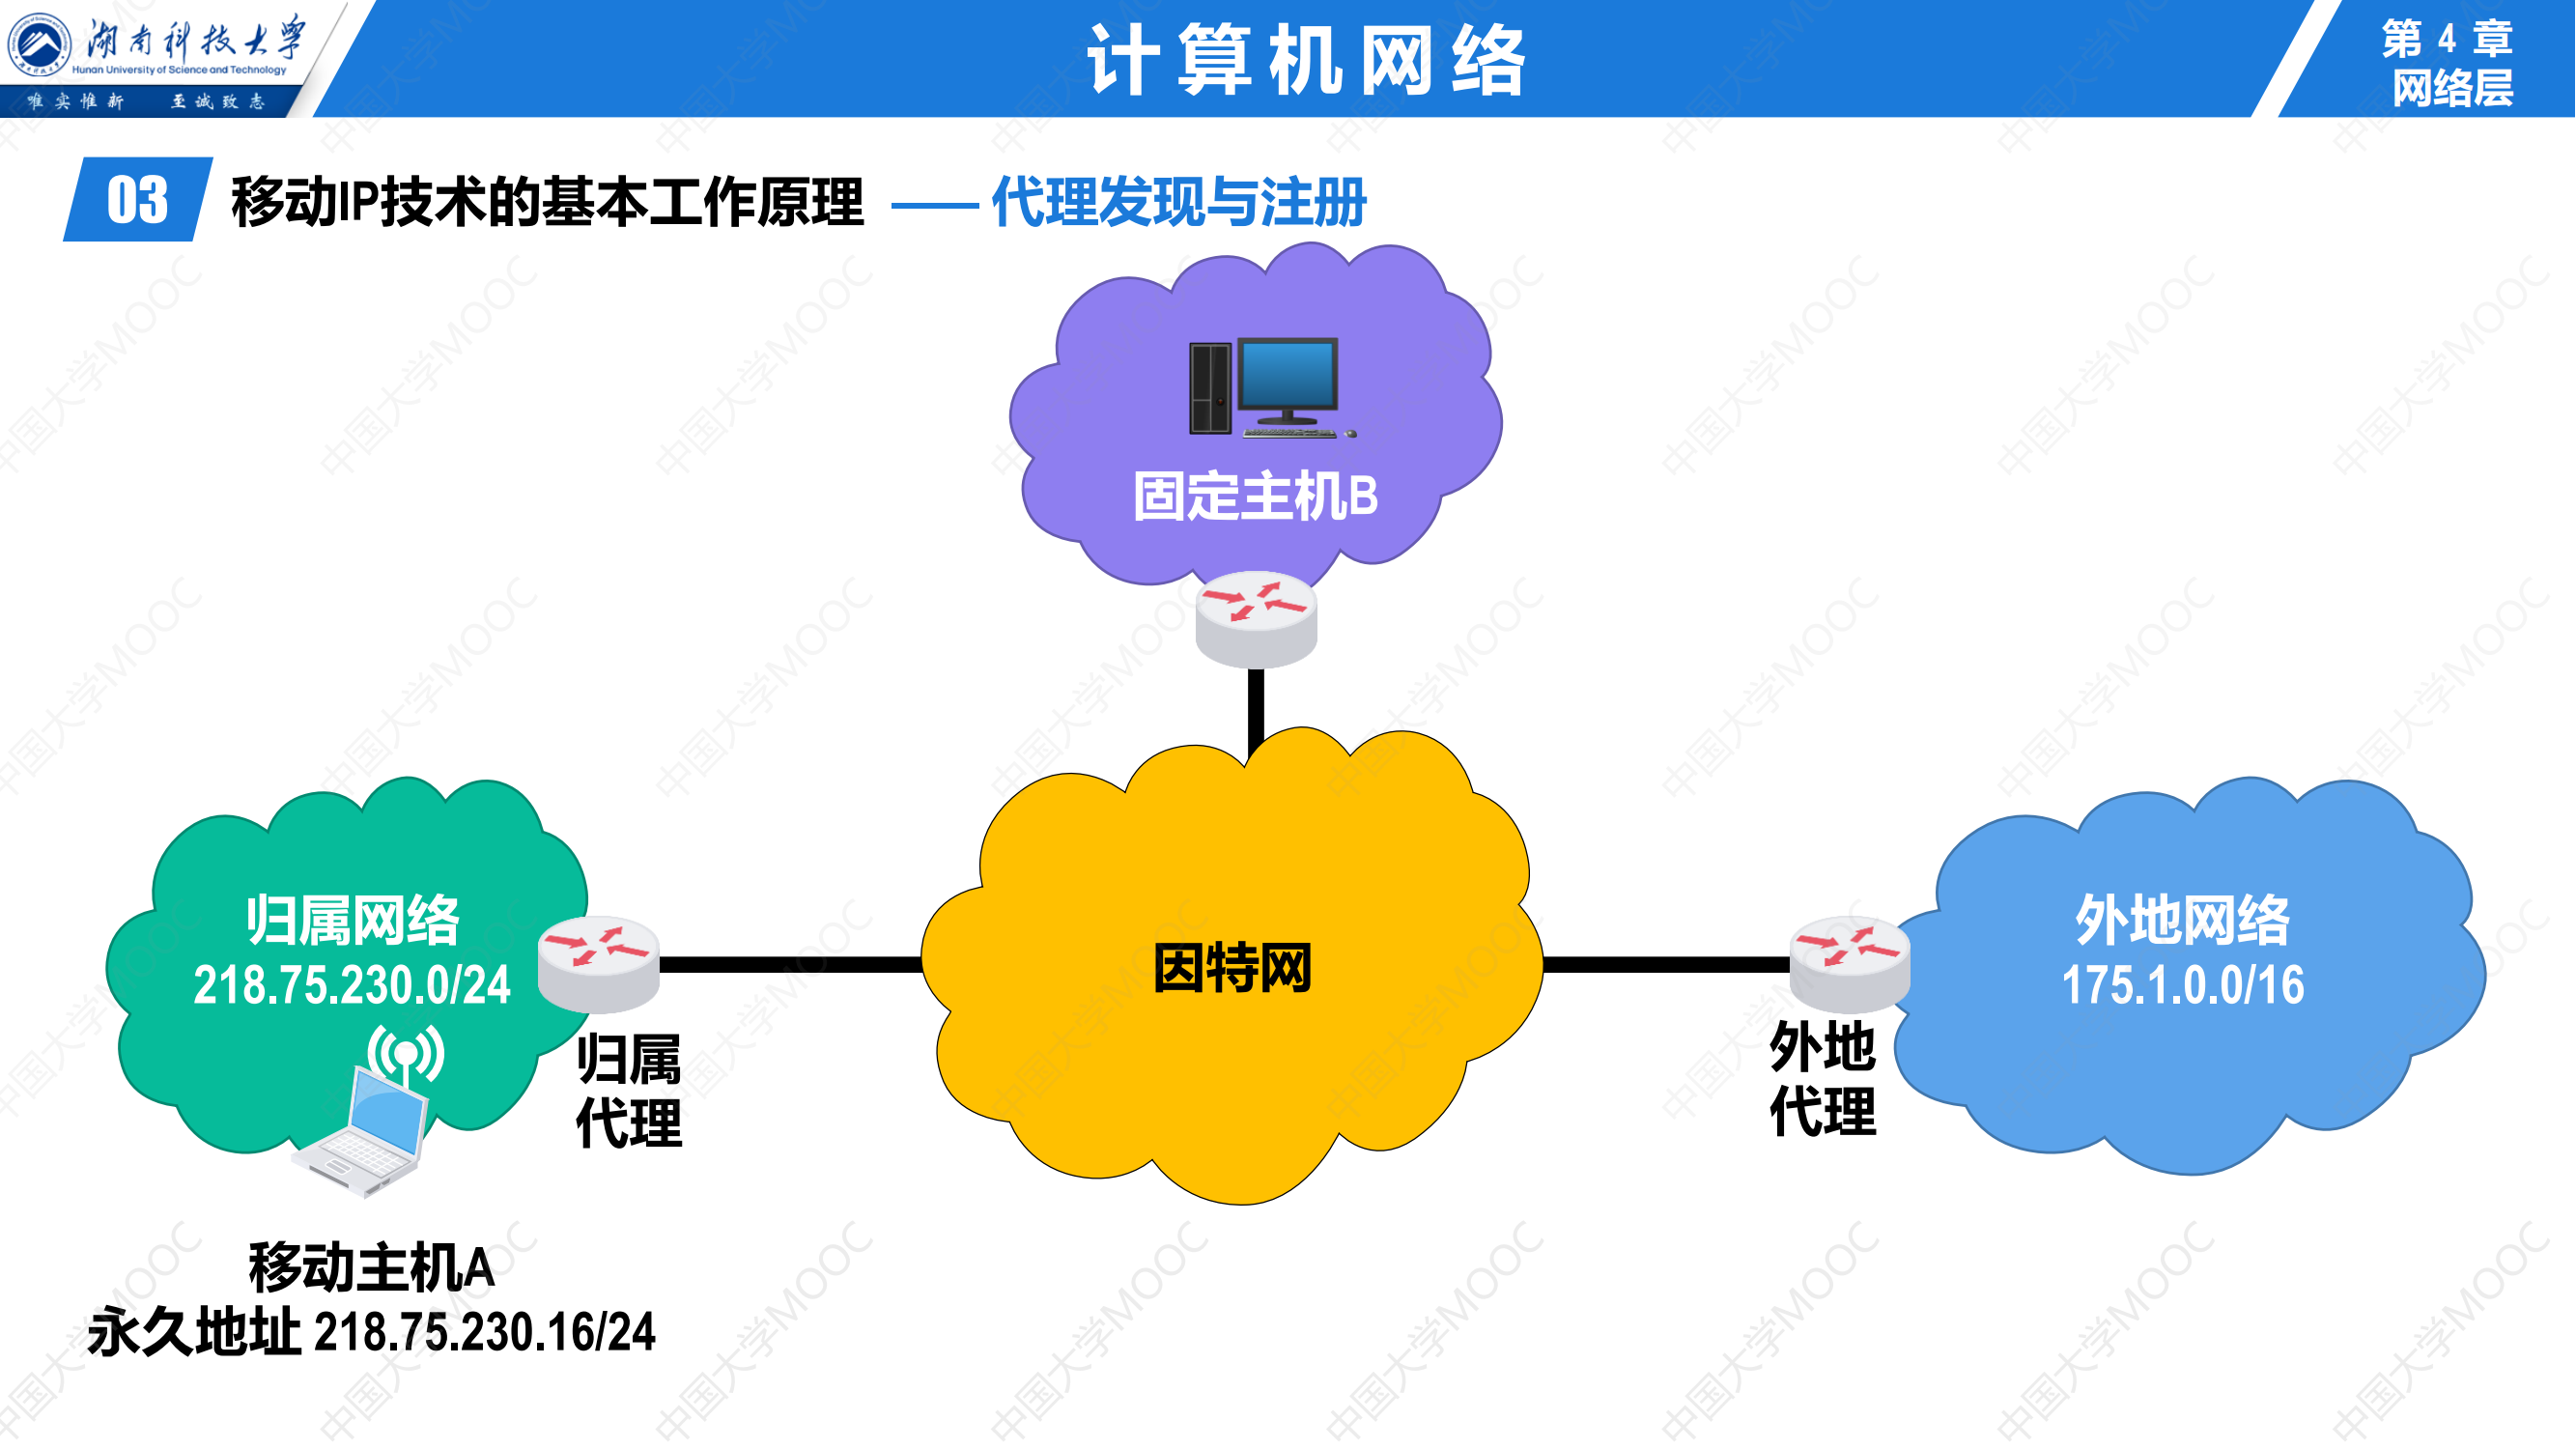 湖南科技大学
Hunan University of Science and Technology
唯实惟新 至诚致志
计算机网络
第 4 章
网络层
03 移动IP技术的基本工作原理 —— 代理发现与注册
固定主机B
归属网络
218.75.230.0/24
归属
代理
因特网
外地
代理
外地网络
175.1.0.0/16
移动主机A
永久地址 218.75.230.16/24
中国大学MOOC